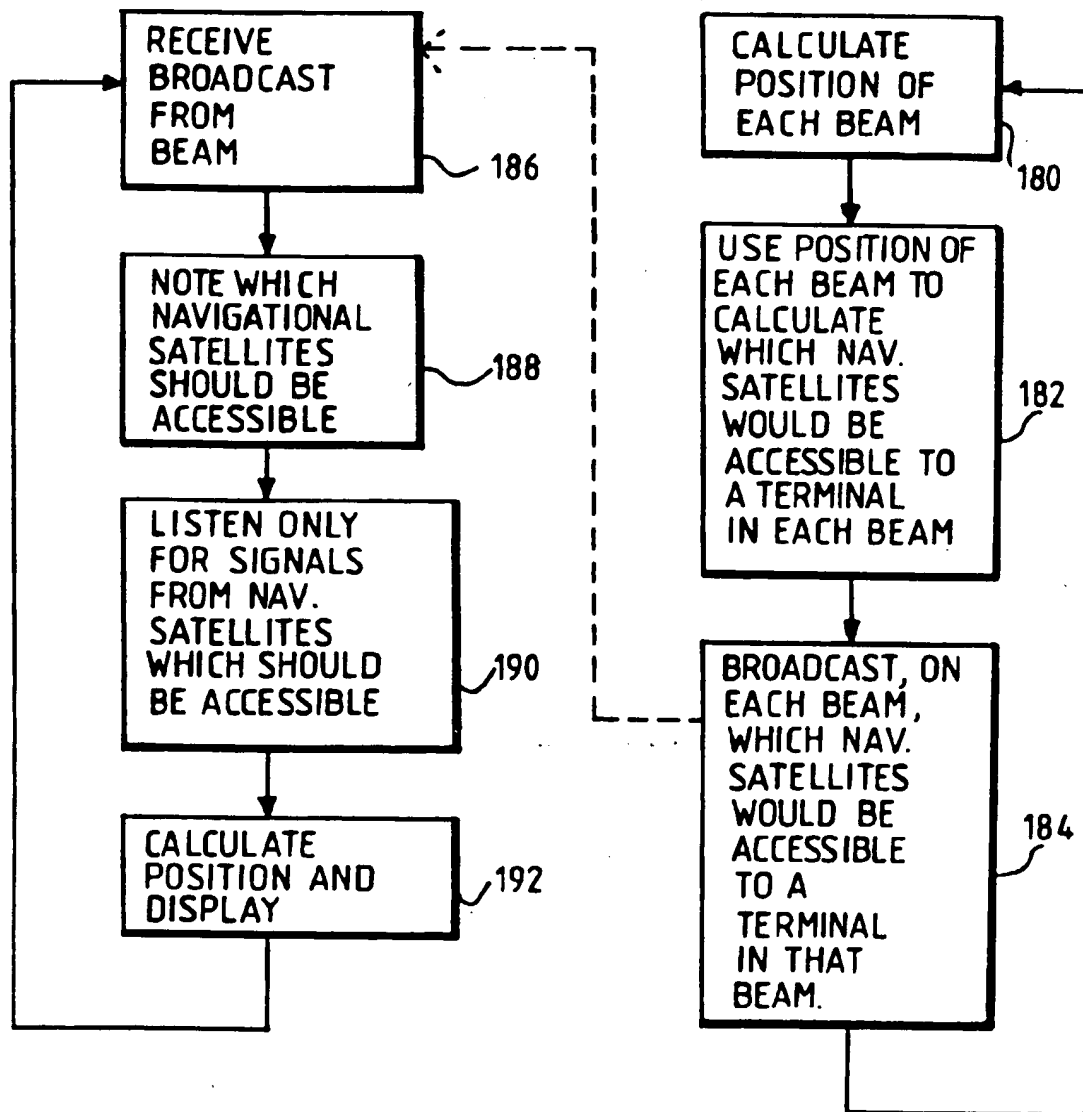 RECEIVE
BROADCAST
FROM
BEAM
186
NOTE WHICH
NAVIGATIONAL
SATELLITES
SHOULD BE
ACCESSIBLE
188
LISTEN ONLY
FOR SIGNALS
FROM NAV.
SATELLITES
WHICH SHOULD
BE ACCESSIBLE
190
CALCULATE
POSITION AND
DISPLAY
192
CALCULATE
POSITION OF
EACH BEAM
180
USE POSITION OF
EACH BEAM TO
CALCULATE
WHICH NAV.
SATELLITES
WOULD BE
ACCESSIBLE TO
A TERMINAL
IN EACH BEAM
182
BROADCAST, ON
EACH BEAM,
WHICH NAV.
SATELLITES
WOULD BE
ACCESSIBLE
TO A
TERMINAL
IN THAT
BEAM.
184